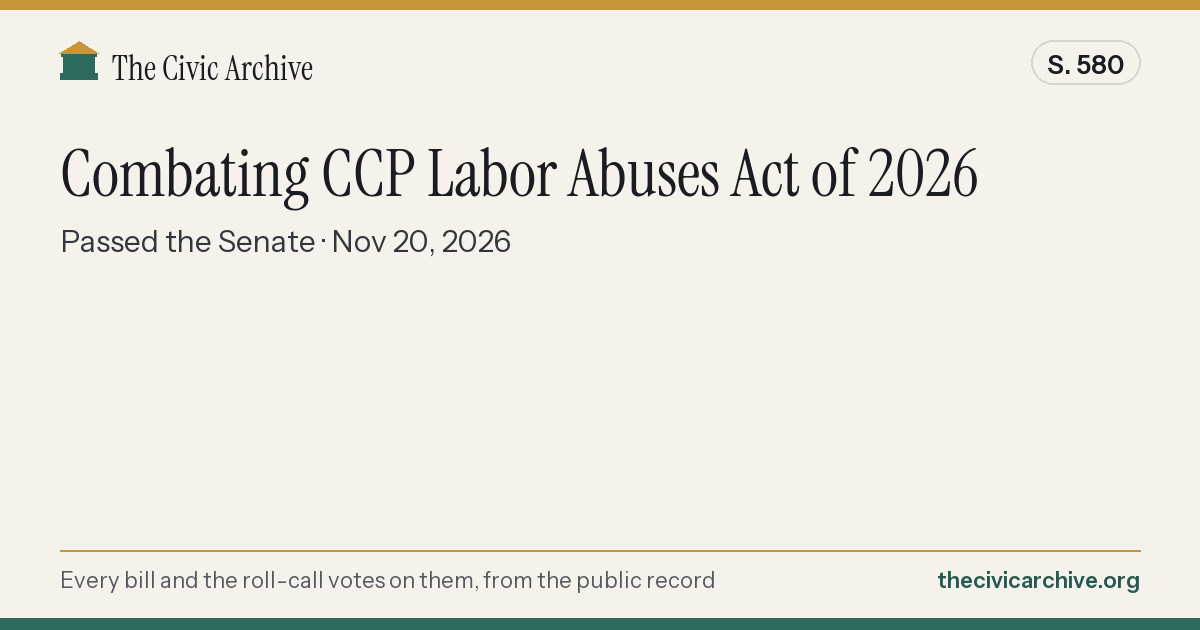 The Civic Archive
S. 580
Combating CCP Labor Abuses Act of 2026
Passed the Senate · Nov 20, 2026
Every bill and the roll-call votes on them, from the public record
thecivicarchive.org